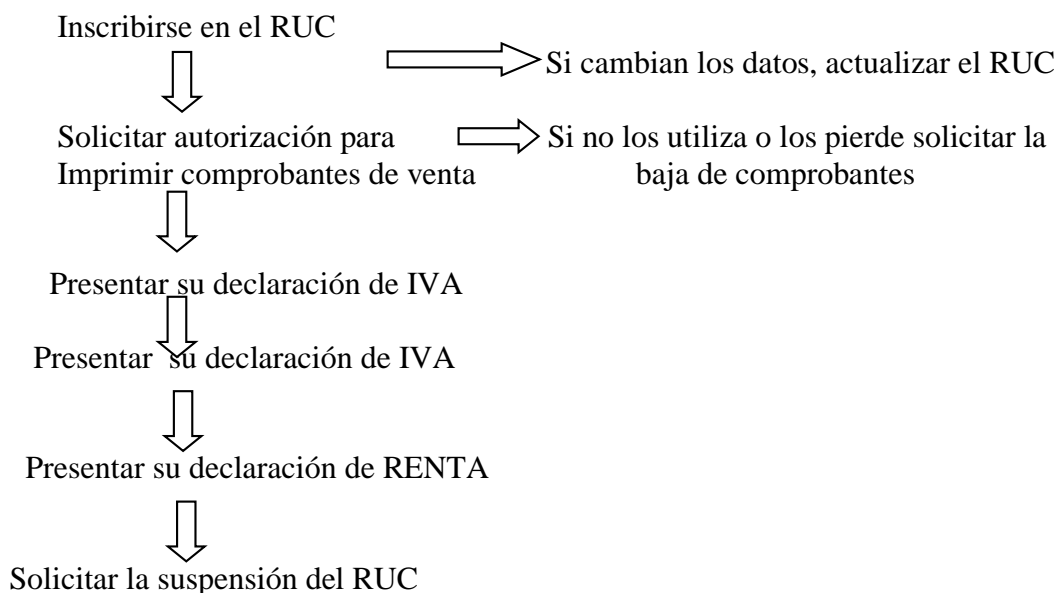 Inscribirse en el RUC
Si cambian los datos, actualizar el RUC
Solicitar autorización para
Imprimir comprobantes de venta
Si no los utiliza o los pierde solicitar la
baja de comprobantes
Presentar su declaración de IVA
Presentar su declaración de IVA
Presentar su declaración de RENTA
Solicitar la suspensión del RUC